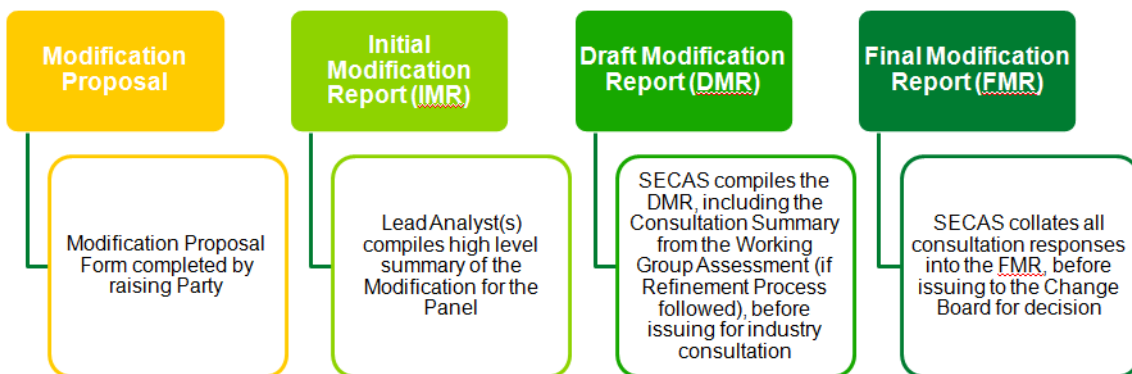 Modification
Proposal
Modification Proposal
Form completed by
raising Party
Initial
Modification
Report (IMR)
Lead Analyst(s)
compiles high level
summary of the
Modification for the
Panel
Draft Modification
Report (DMR)
SECAS compiles the
DMR, including the
Consultation Summary
from the Working
Group Assessment (if
Refinement Process
followed), before
issuing for industry
consultation
Final Modification
Report (FMR)
SECAS collates all
consultation responses
into the FMR, before
issuing to the Change
Board for decision